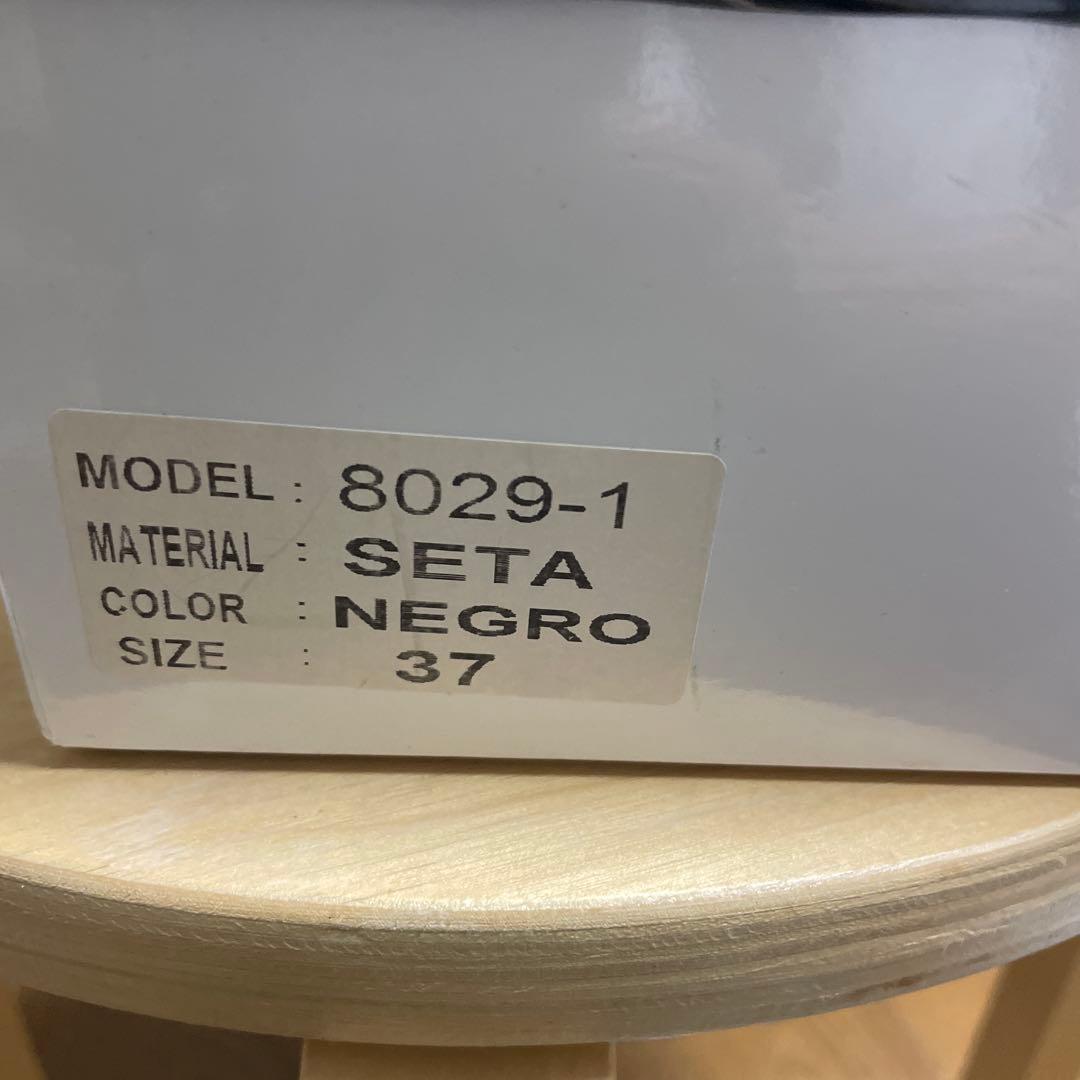 MODEL : 8029-1
MATERIAL : SETA
COLOR : NEGRO
SIZE : 37